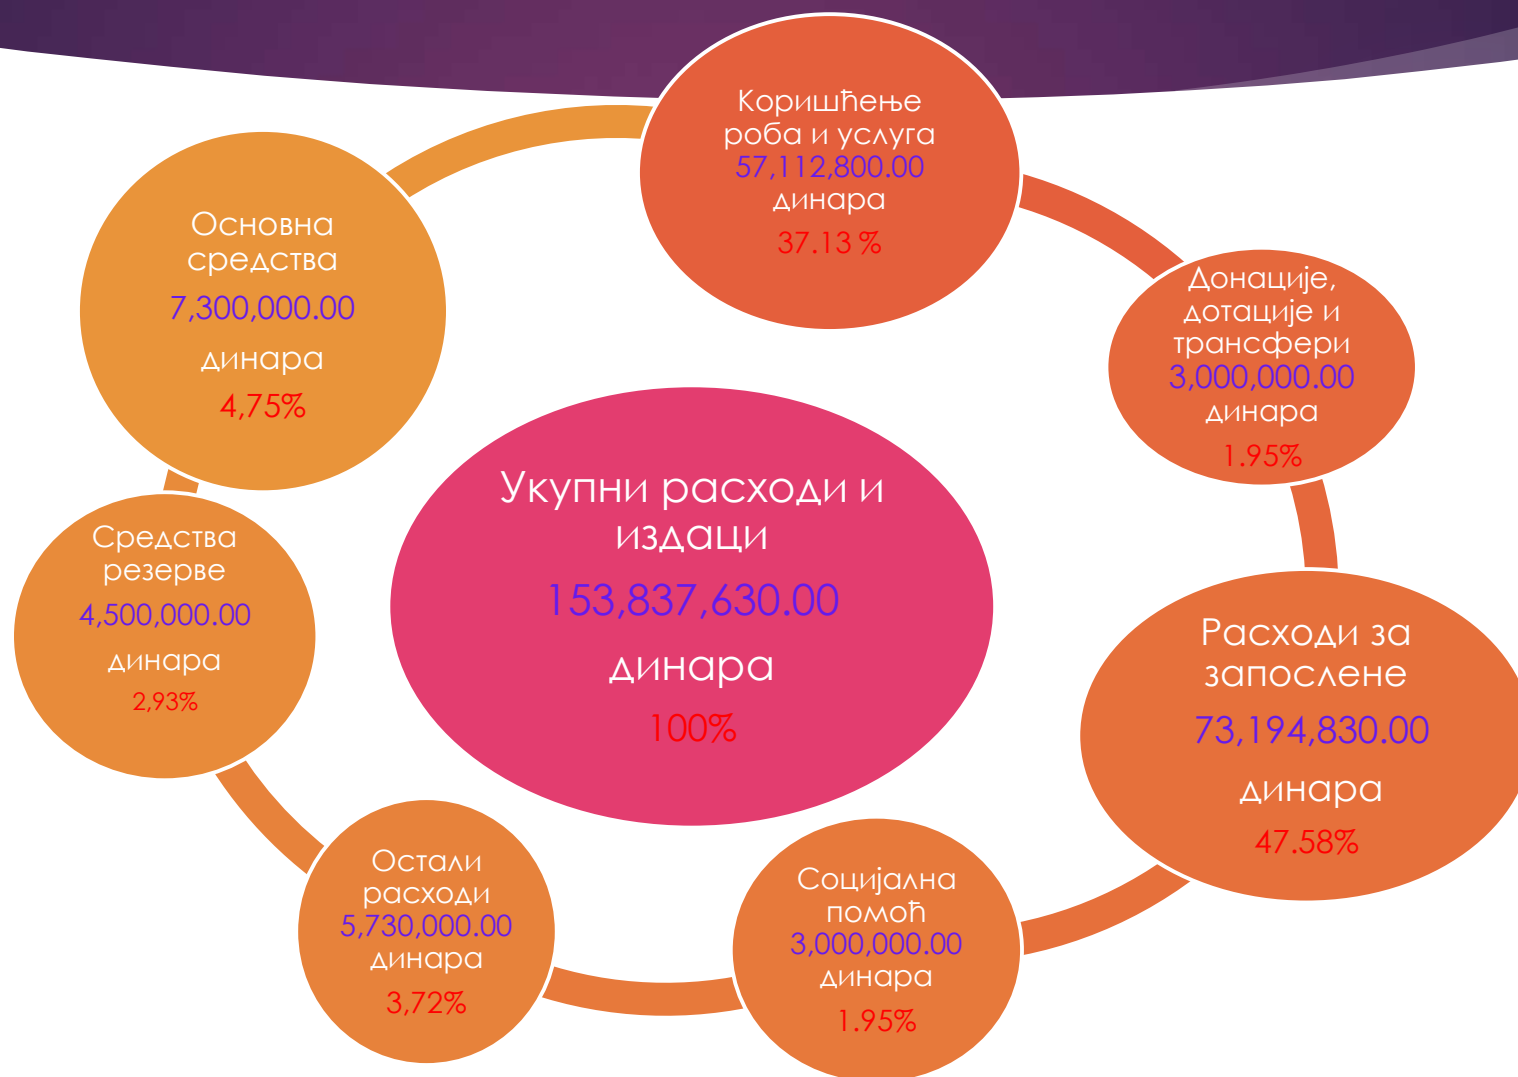 Коришћење
роба и услуга
57,112,800.00
динара
37.13 %
Донације,
дотације и
трансфери
3,000,000.00
динара
1.95%
Расходи за
запослене
73,194,830.00
динара
47.58%
Социјална
помоћ
3,000,000.00
динара
1.95%
Остали
расходи
5,730,000.00
динара
3,72%
Средства
резерве
4,500,000.00
динара
2,93%
Основна
средства
7,300,000.00
динара
4,75%
Укупни расходи и
издаци
153,837,630.00
динара
100%